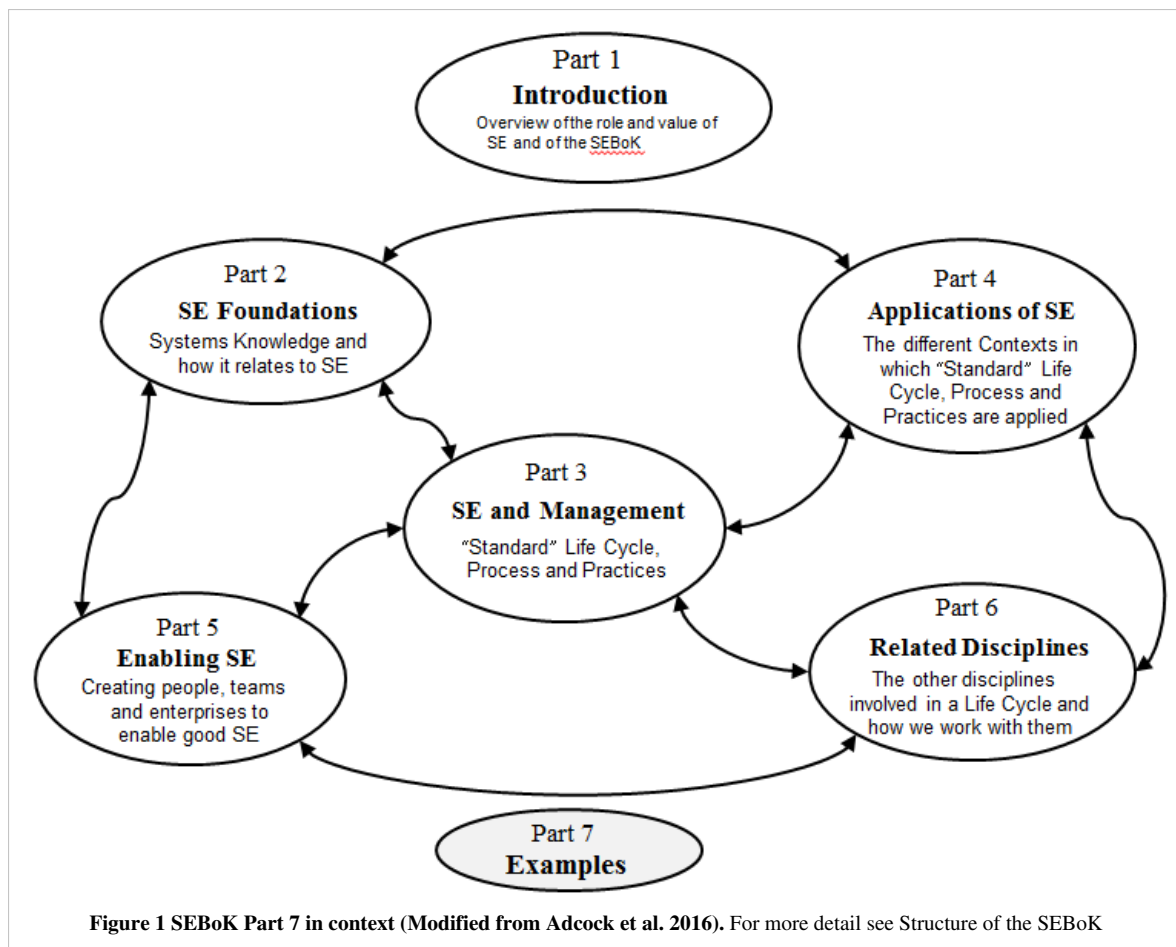 Part 1
Introduction
Overview of the role and value of
SE and of the SEBoK
Part 2
SE Foundations
Systems Knowledge and
how it relates to SE
Part 4
Applications of SE
The different Contexts in
which “Standard” Life
Cycle, Process and
Practices are applied
Part 3
SE and Management
“Standard” Life Cycle,
Process and Practices
Part 5
Enabling SE
Creating people, teams
and enterprises to
enable good SE
Part 6
Related Disciplines
The other disciplines
involved in a Life Cycle and
how we work with them
Part 7
Examples
Figure 1 SEBoK Part 7 in context (Modified from Adcock et al. 2016). For more detail see Structure of the SEBoK